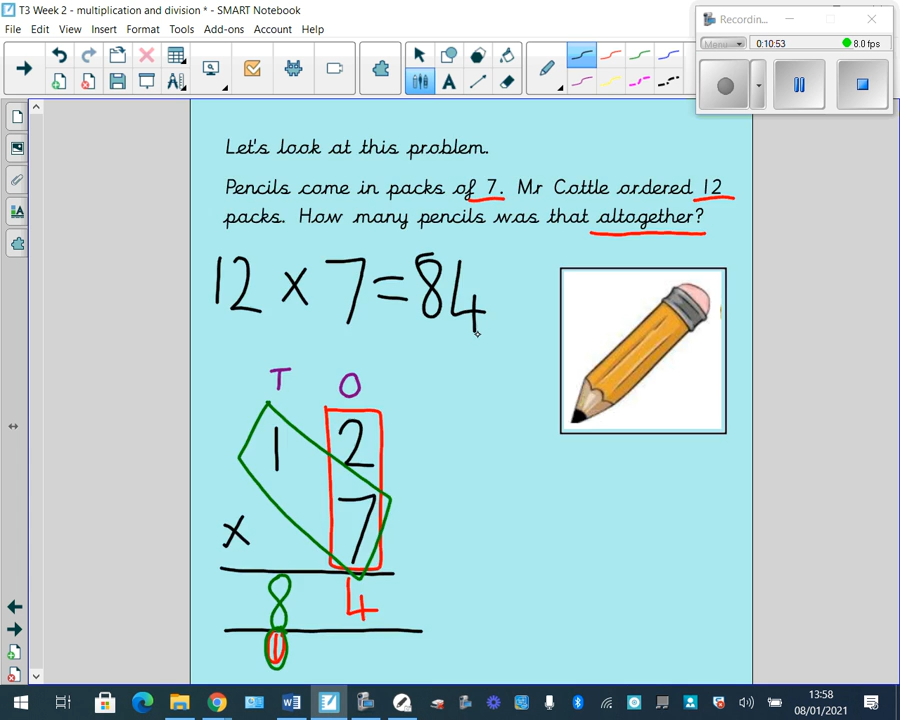 T3 Week 2 - multiplication and division * - SMART Notebook
File Edit View Insert Format Tools Add-ons Account Help
Recordin...
Menu
0:10:53
8.0 fps
Let's look at this problem.
Pencils come in packs of 7. Mr Cottle ordered 12
packs. How many pencils was that altogether?
12 x 7 = 84
T O
1 2
x 7
8 4
1
13:58
08/01/2021